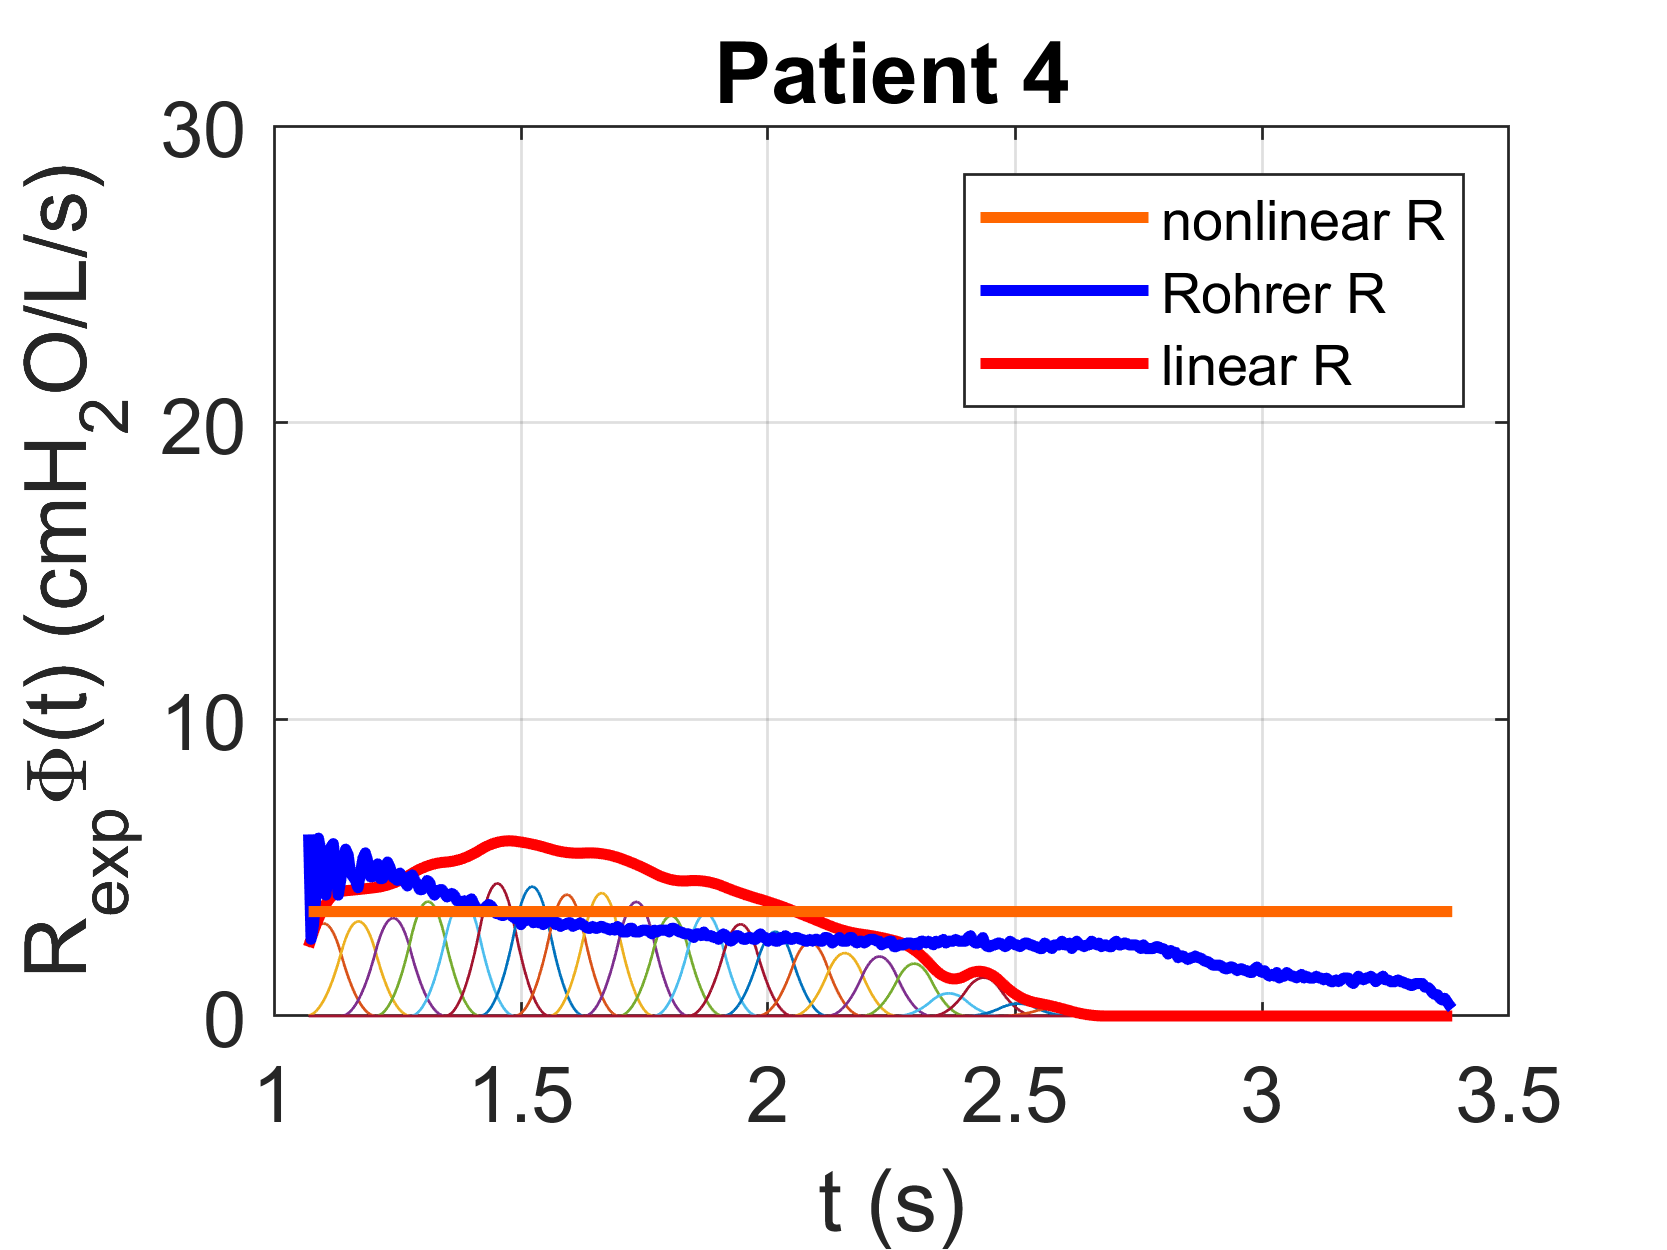 Patient 4
30
20
10
0
R_expΦ(t) (cmH₂O/L/s)
nonlinear R
Rohrer R
linear R
1 1.5 2 2.5 3 3.5
t (s)